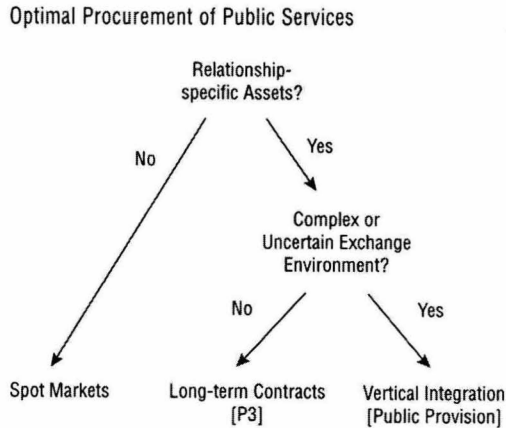 Optimal Procurement of Public Services
Relationship-
specific Assets?
No
Yes
Complex or
Uncertain Exchange
Environment?
No
Yes
Spot Markets
Long-term Contracts
[P3]
Vertical Integration
[Public Provision]